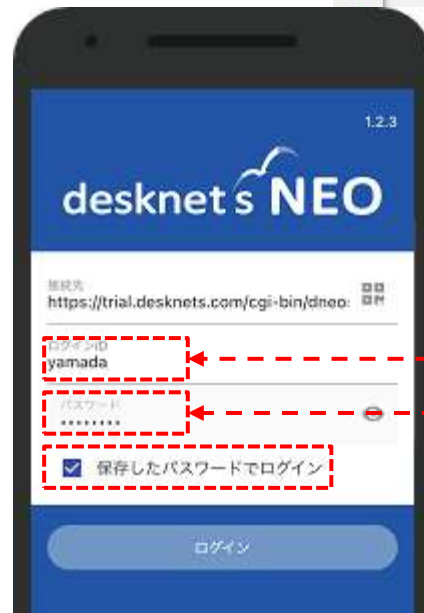 1.2.3
desknet's NEO
接続先
https://trial.desknets.com/cgi-bin/dneo
ログインID
yamada
パスワード
••••••••
保存したパスワードでログイン
ログイン